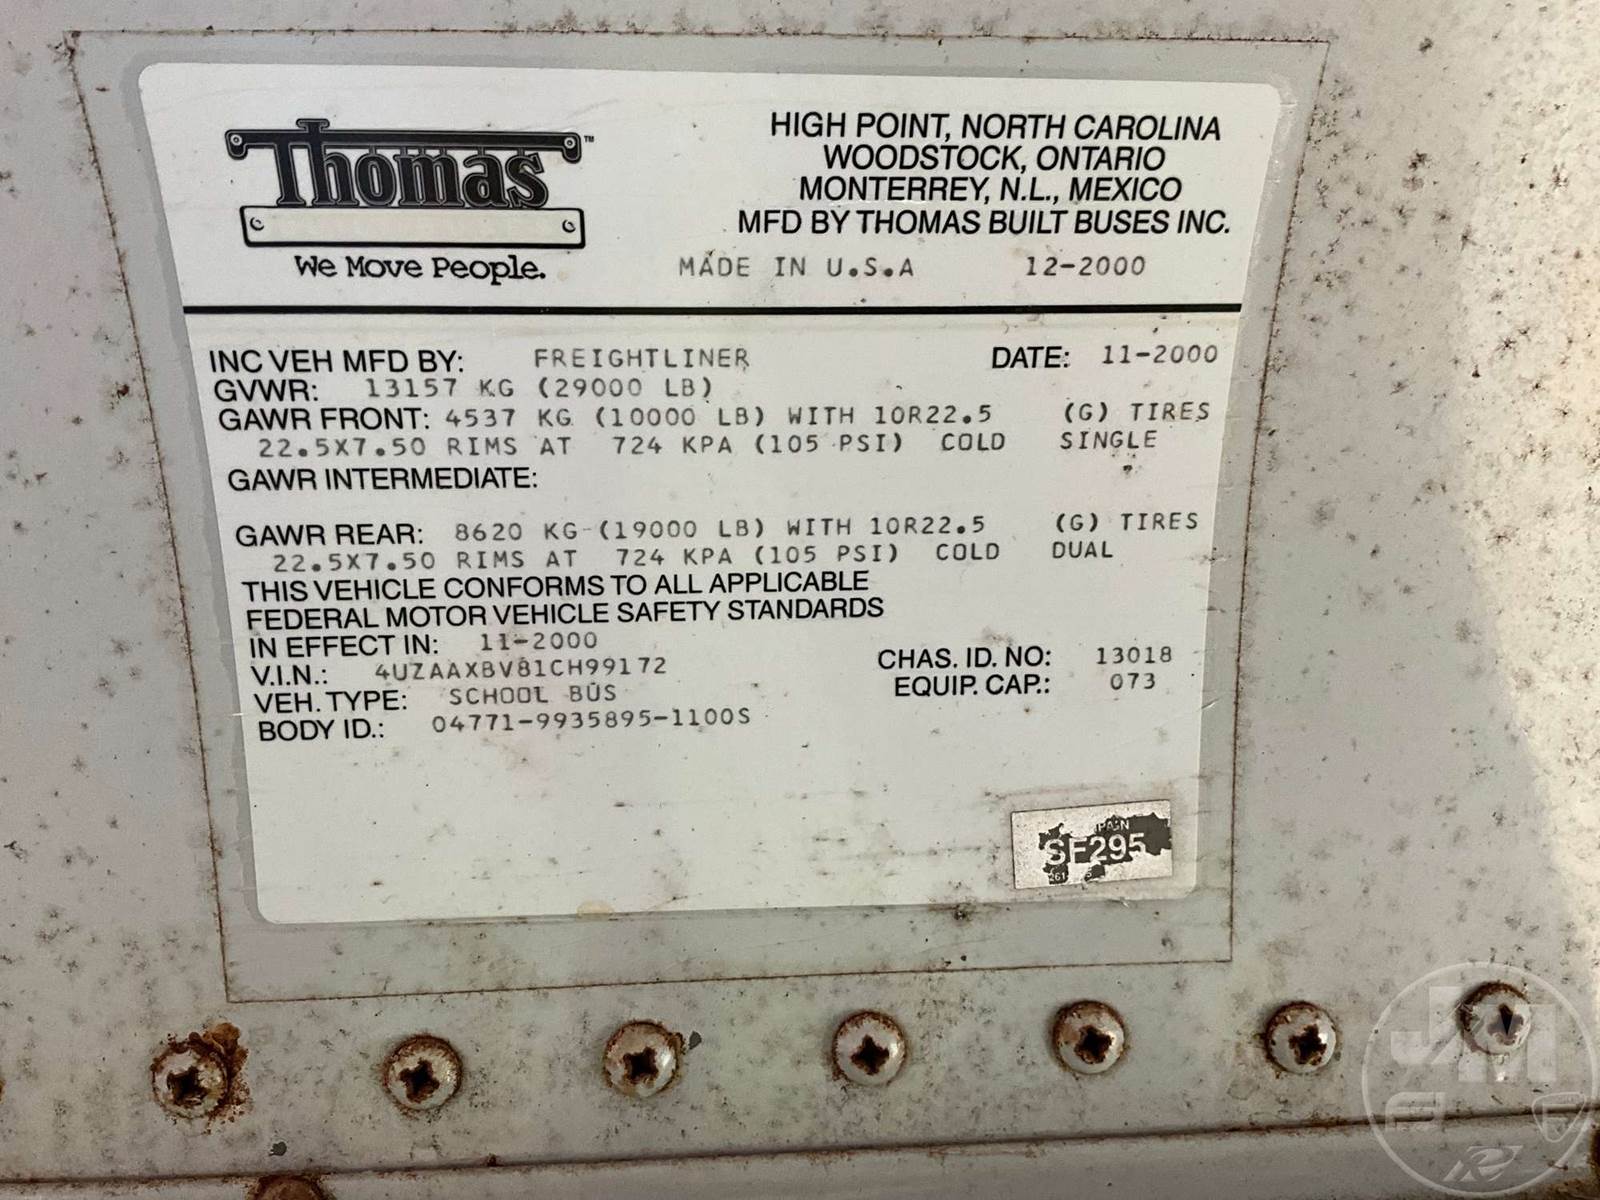 Thomas™
We Move People.
HIGH POINT, NORTH CAROLINA
WOODSTOCK, ONTARIO
MONTERREY, N.L., MEXICO
MFD BY THOMAS BUILT BUSES INC.
MADE IN U.S.A 12-2000
INC VEH MFD BY: FREIGHTLINER DATE: 11-2000
GVWR: 13157 KG (29000 LB)
GAWR FRONT: 4537 KG (10000 LB) WITH 10R22.5 (G) TIRES
22.5X7.50 RIMS AT 724 KPA (105 PSI) COLD SINGLE
GAWR INTERMEDIATE:
GAWR REAR: 8620 KG (19000 LB) WITH 10R22.5 (G) TIRES
22.5X7.50 RIMS AT 724 KPA (105 PSI) COLD DUAL
THIS VEHICLE CONFORMS TO ALL APPLICABLE
FEDERAL MOTOR VEHICLE SAFETY STANDARDS
IN EFFECT IN: 11-2000
V.I.N.: 4UZAAXBV81CH99172 CHAS. ID. NO: 13018
VEH. TYPE: SCHOOL BUS EQUIP. CAP.: 073
BODY ID.: 04771-9935895-1100S
SF295
JM